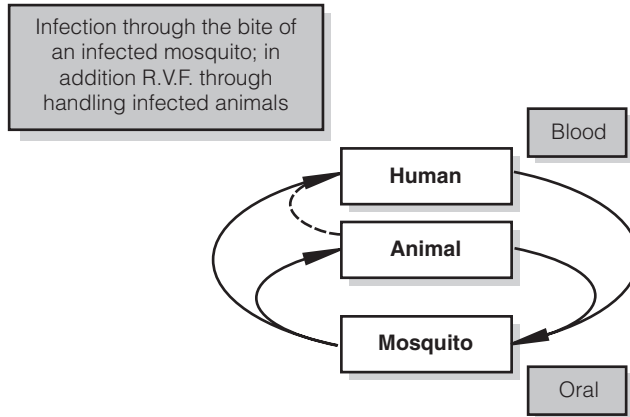 Infection through the bite of
an infected mosquito; in
addition R.V.F. through
handling infected animals
Blood
Human
Animal
Mosquito
Oral